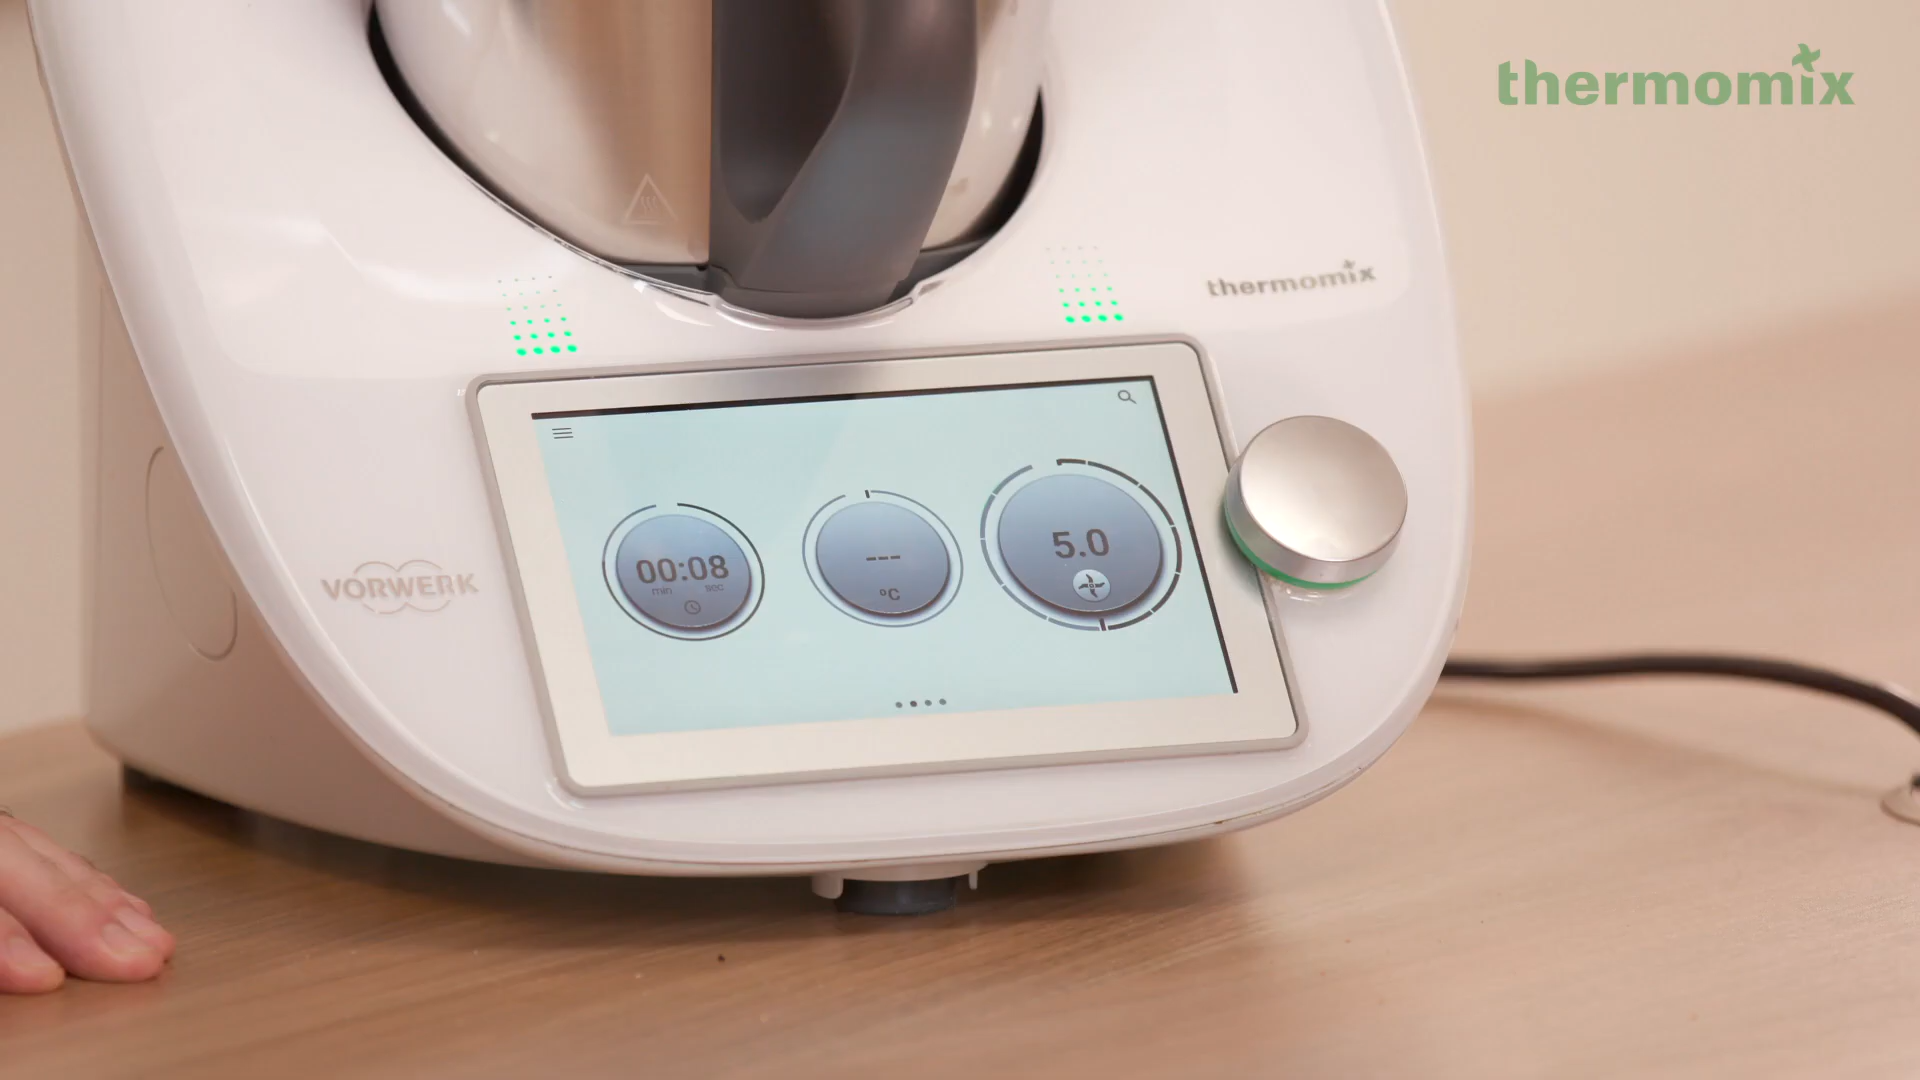 thermomix
thermomix
VORWERK
00:08
min sec
---
°C
5.0